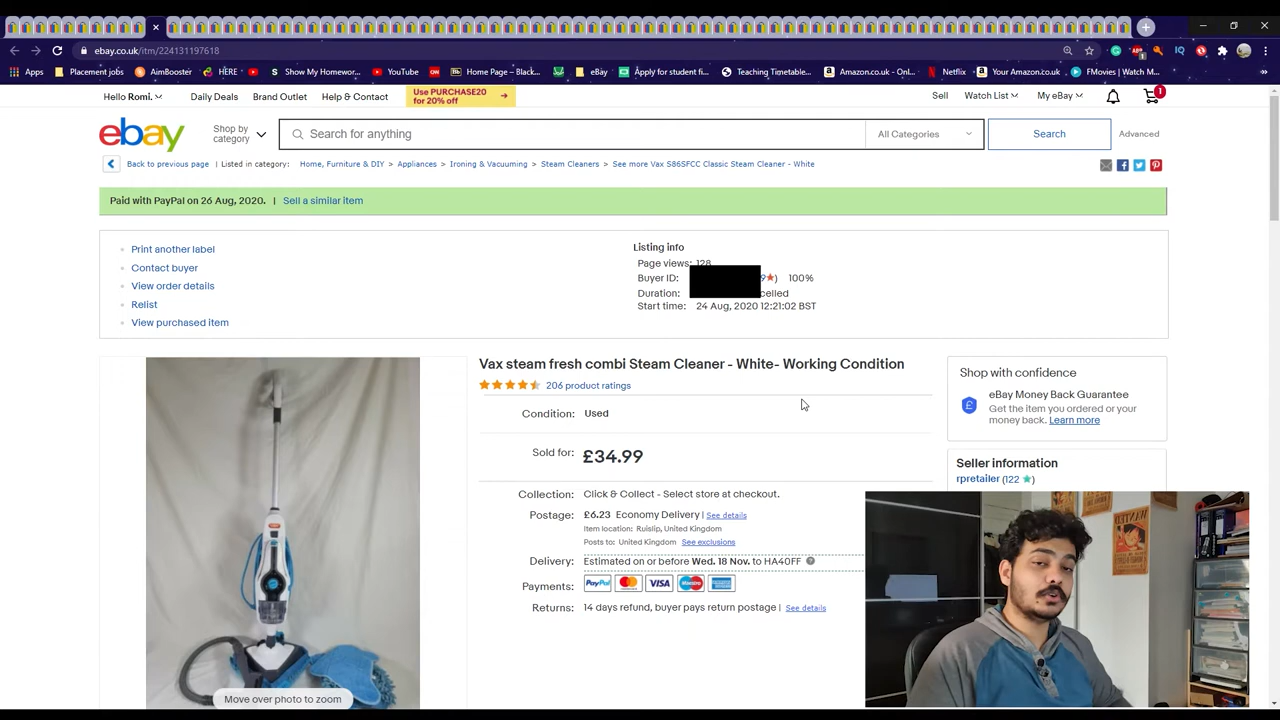 ebay.co.uk/itm/224131197618
Apps
Placement jobs
AimBooster
HERE
Show My Homewor...
YouTube
Home Page – Black...
eBay
Apply for student fi...
Teaching Timetable...
Amazon.co.uk - Onl...
Netflix
Your Amazon.co.uk
FMovies | Watch M...
Hello Romi.
Daily Deals
Brand Outlet
Help & Contact
Use PURCHASE20
for 20% off
Sell
Watch List
My eBay
1
ebay
Shop by
category
Search for anything
All Categories
Search
Advanced
Back to previous page | Listed in category: Home, Furniture & DIY > Appliances > Ironing & Vacuuming > Steam Cleaners > See more Vax S86SFCC Classic Steam Cleaner - White
Paid with PayPal on 26 Aug, 2020. | Sell a similar item
Print another label
Contact buyer
View order details
Relist
View purchased item
Listing info
Page views: 128
Buyer ID: 9 ) 100%
Duration: celled
Start time: 24 Aug, 2020 12:21:02 BST
Vax steam fresh combi Steam Cleaner - White- Working Condition
206 product ratings
Condition: Used
Sold for: £34.99
Collection: Click & Collect - Select store at checkout.
Postage: £6.23 Economy Delivery | See details
Item location: Ruislip, United Kingdom
Posts to: United Kingdom See exclusions
Delivery: Estimated on or before Wed. 18 Nov. to HA40FF
Payments: PayPal VISA
Returns: 14 days refund, buyer pays return postage | See details
Shop with confidence
eBay Money Back Guarantee
Get the item you ordered or your
money back. Learn more
Seller information
rpretailer (122 )
Move over photo to zoom